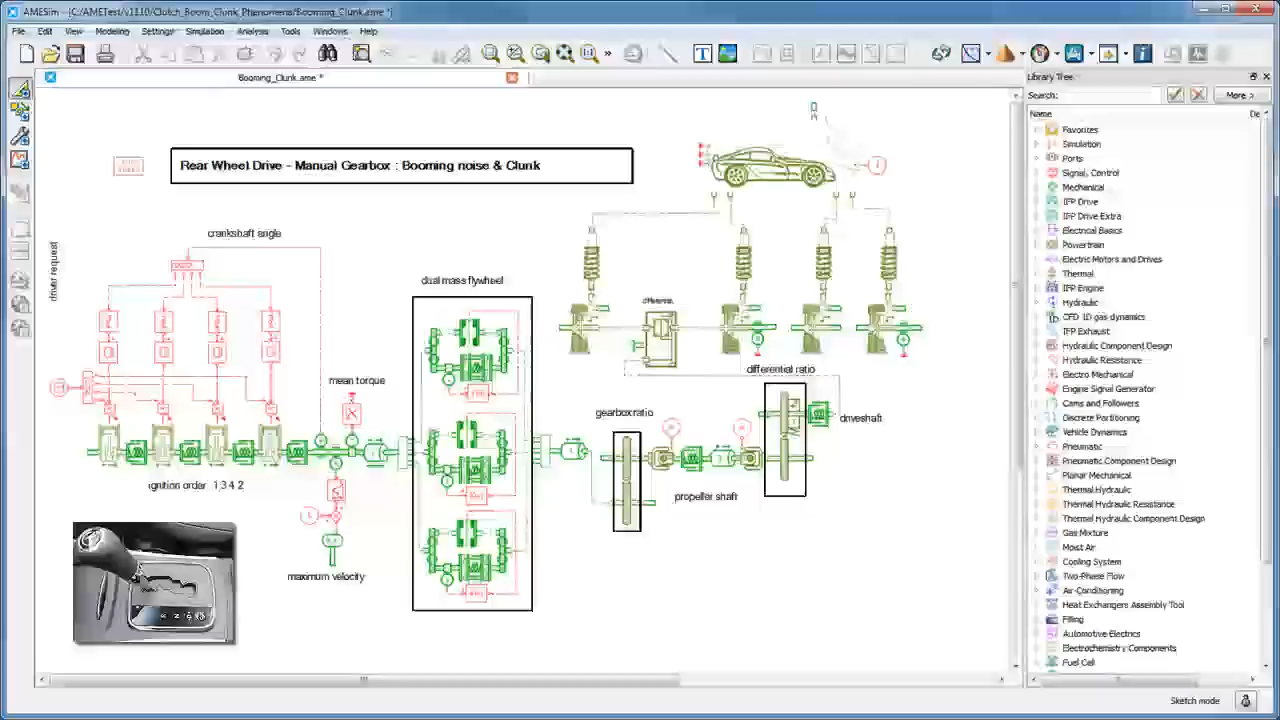 AMESim - [C:/AMETest/v1110/Clutch_Boom_Clunk_Phenomena/Booming_Clunk.ame *]
File Edit View Modeling Settings Simulation Analysis Tools Windows Help
Booming_Clunk.ame *
Library Tree
Search:
More >
Name
De
Favorites
Simulation
Ports
Signal, Control
Mechanical
IFP Drive
IFP Drive Extra
Electrical Basics
Powertrain
Electric Motors and Drives
Thermal
IFP Engine
Hydraulic
CFD 1D gas dynamics
IFP Exhaust
Hydraulic Component Design
Hydraulic Resistance
Electro Mechanical
Engine Signal Generator
Cams and Followers
Discrete Partitioning
Vehicle Dynamics
Pneumatic
Pneumatic Component Design
Planar Mechanical
Thermal Hydraulic
Thermal Hydraulic Resistance
Thermal Hydraulic Component Design
Gas Mixture
Moist Air
Cooling System
Two-Phase Flow
Air-Conditioning
Heat Exchangers Assembly Tool
Filling
Automotive Electrics
Electrochemistry Components
Fuel Cell
Rear Wheel Drive - Manual Gearbox : Booming noise & Clunk
crankshaft angle
driver request
dual mass flywheel
differential
mean torque
differential ratio
gearbox ratio
driveshaft
ignition order 1 3 4 2
propeller shaft
maximum velocity
Sketch mode